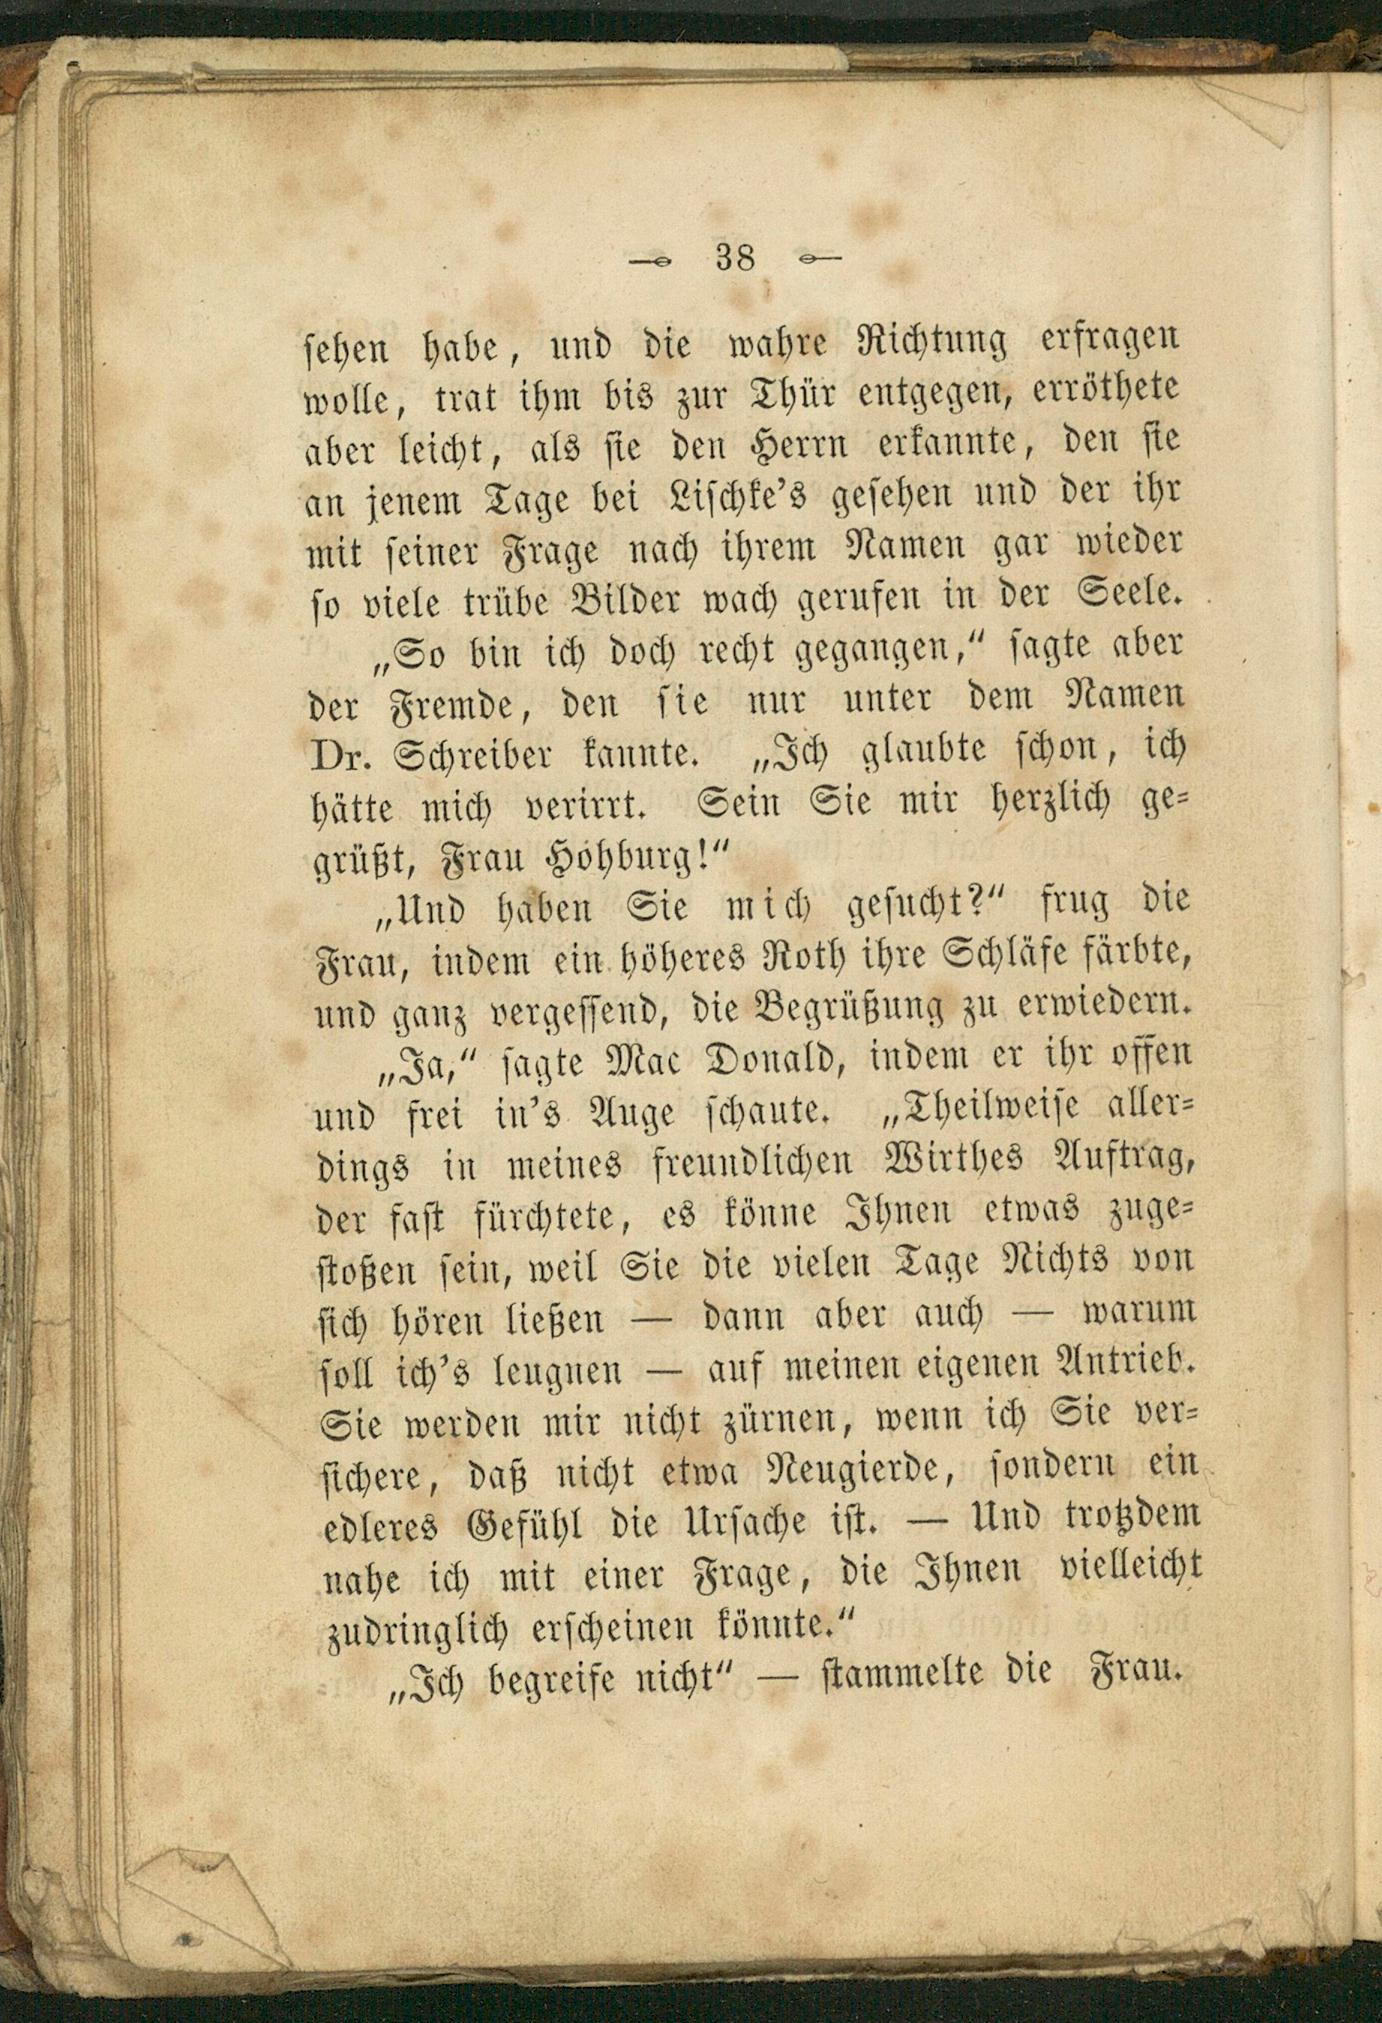 38
sehen habe, und die wahre Richtung erfragen
wolle, trat ihm bis zur Thür entgegen, erröthete
aber leicht, als sie den Herrn erkannte, den sie
an jenem Tage bei Lischke's gesehen und der ihr
mit seiner Frage nach ihrem Namen gar wieder
so viele trübe Bilder wach gerufen in der Seele.
„So bin ich doch recht gegangen,“ sagte aber
der Fremde, den sie nur unter dem Namen
Dr. Schreiber kannte. „Ich glaubte schon, ich
hätte mich verirrt. Sein Sie mir herzlich ge=
grüßt, Frau Hohburg!“
„Und haben Sie mich gesucht?“ frug die
Frau, indem ein höheres Roth ihre Schläfe färbte,
und ganz vergessend, die Begrüßung zu erwiedern.
„Ja,“ sagte Mac Donald, indem er ihr offen
und frei in's Auge schaute. „Theilweise aller=
dings in meines freundlichen Wirthes Auftrag,
der fast fürchtete, es könne Ihnen etwas zuge=
stoßen sein, weil Sie die vielen Tage Nichts von
sich hören ließen — dann aber auch — warum
soll ich's leugnen — auf meinen eigenen Antrieb.
Sie werden mir nicht zürnen, wenn ich Sie ver=
sichere, daß nicht etwa Neugierde, sondern ein
edleres Gefühl die Ursache ist. — Und trotzdem
nahe ich mit einer Frage, die Ihnen vielleicht
zudringlich erscheinen könnte.“
„Ich begreife nicht“ — stammelte die Frau.